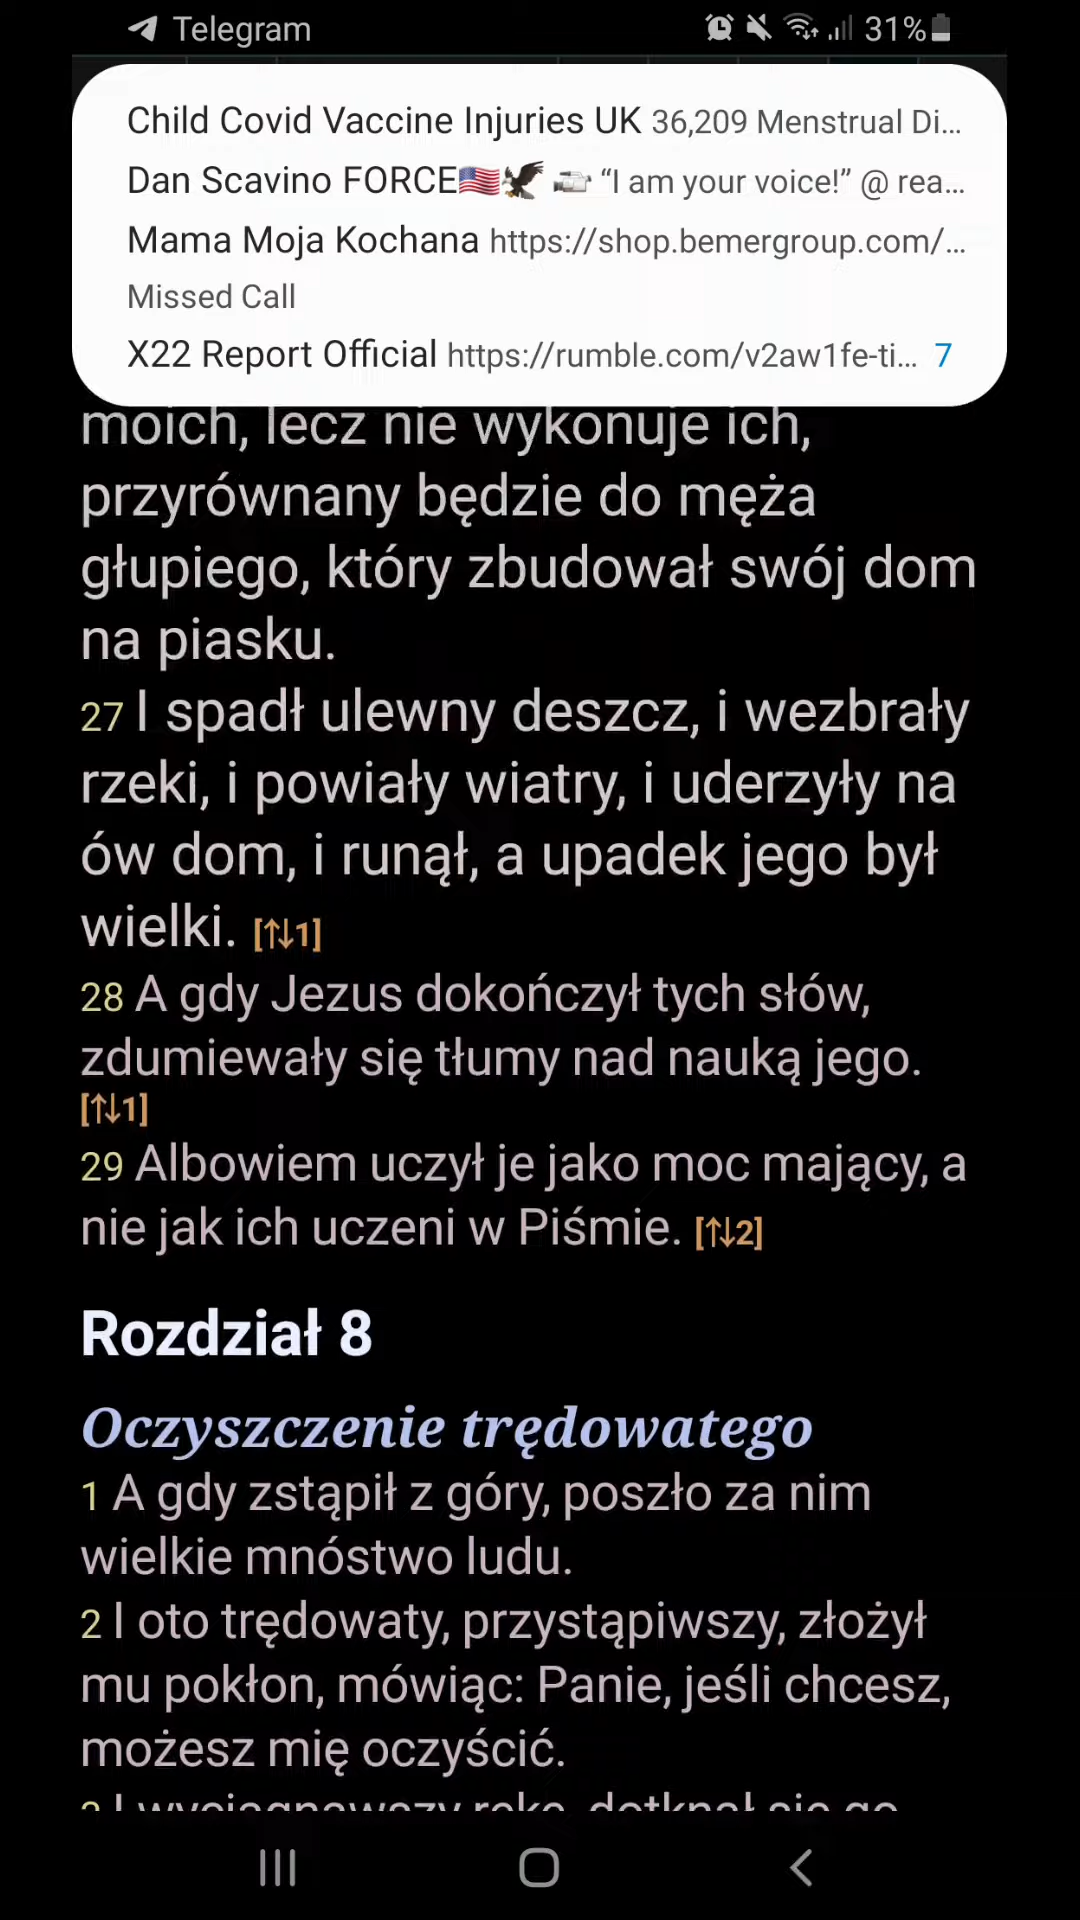 Telegram
31%
Child Covid Vaccine Injuries UK 36,209 Menstrual Di...
Dan Scavino FORCE🇺🇸🦅 📹 “I am your voice!” @ rea...
Mama Moja Kochana https://shop.bemergroup.com/...
Missed Call
X22 Report Official https://rumble.com/v2aw1fe-ti... 7
moich, lecz nie wykonuje ich,
przyrównany będzie do męża
głupiego, który zbudował swój dom
na piasku.
27 I spadł ulewny deszcz, i wezbrały
rzeki, i powiały wiatry, i uderzyły na
ów dom, i runął, a upadek jego był
wielki. [↑↓1]
28 A gdy Jezus dokończył tych słów,
zdumiewały się tłumy nad nauką jego.
[↑↓1]
29 Albowiem uczył je jako moc mający, a
nie jak ich uczeni w Piśmie. [↑↓2]
Rozdział 8
Oczyszczenie trędowatego
1 A gdy zstąpił z góry, poszło za nim
wielkie mnóstwo ludu.
2 I oto trędowaty, przystąpiwszy, złożył
mu pokłon, mówiąc: Panie, jeśli chcesz,
możesz mię oczyścić.
3 I wyciągnąwszy rękę, dotknął się go